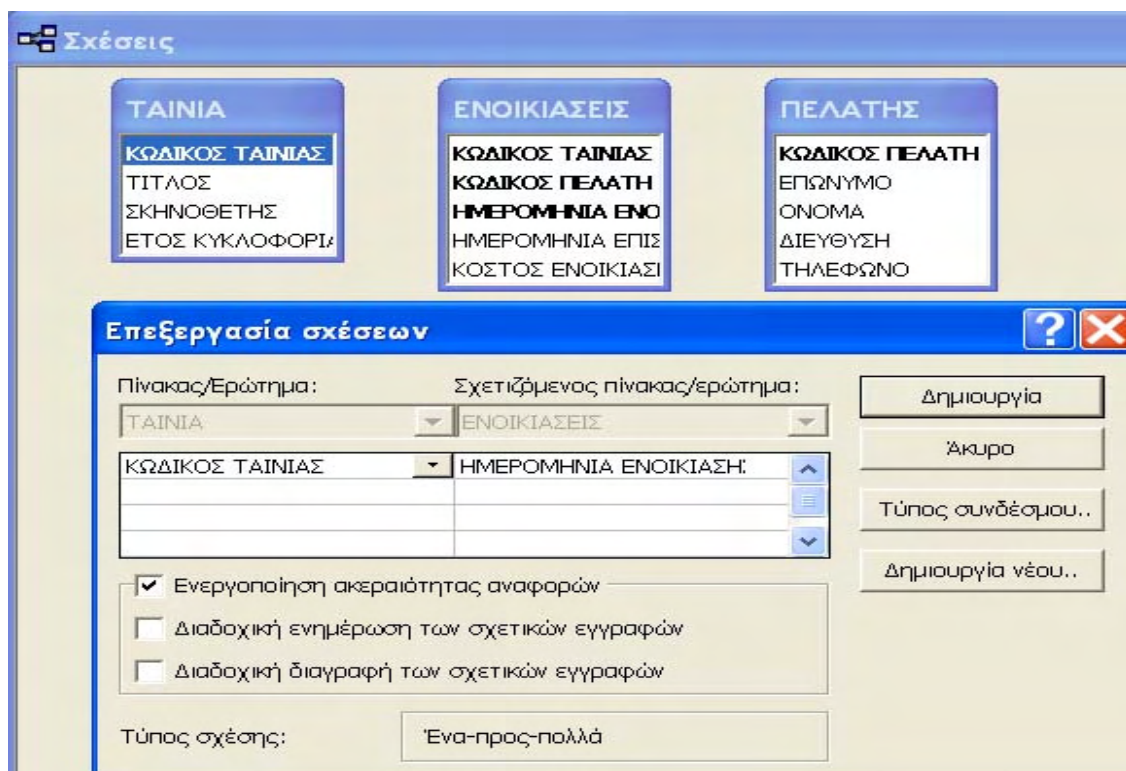 Σχέσεις
ΤΑΙΝΙΑ
ΚΩΔΙΚΟΣ ΤΑΙΝΙΑΣ
ΤΙΤΛΟΣ
ΣΚΗΝΟΘΕΤΗΣ
ΕΤΟΣ ΚΥΚΛΟΦΟΡΙΑ
ΕΝΟΙΚΙΑΣΕΙΣ
ΚΩΔΙΚΟΣ ΤΑΙΝΙΑΣ
ΚΩΔΙΚΟΣ ΠΕΛΑΤΗ
ΗΜΕΡΟΜΗΝΙΑ ΕΝΟ
ΗΜΕΡΟΜΗΝΙΑ ΕΠΙΣ
ΚΟΣΤΟΣ ΕΝΟΙΚΙΑΣΙ
ΠΕΛΑΤΗΣ
ΚΩΔΙΚΟΣ ΠΕΛΑΤΗ
ΕΠΩΝΥΜΟ
ΟΝΟΜΑ
ΔΙΕΥΘΥΣΗ
ΤΗΛΕΦΩΝΟ
Επεξεργασία σχέσεων
Πίνακας/Ερώτημα: Σχετιζόμενος πίνακας/ερώτημα:
ΤΑΙΝΙΑ ΕΝΟΙΚΙΑΣΕΙΣ
ΚΩΔΙΚΟΣ ΤΑΙΝΙΑΣ ΗΜΕΡΟΜΗΝΙΑ ΕΝΟΙΚΙΑΣΗΣ
Ενεργοποίηση ακεραιότητας αναφορών
Διαδοχική ενημέρωση των σχετικών εγγραφών
Διαδοχική διαγραφή των σχετικών εγγραφών
Τύπος σχέσης: Ένα-προς-πολλά
Δημιουργία
Άκυρο
Τύπος συνδέσμου..
Δημιουργία νέου..